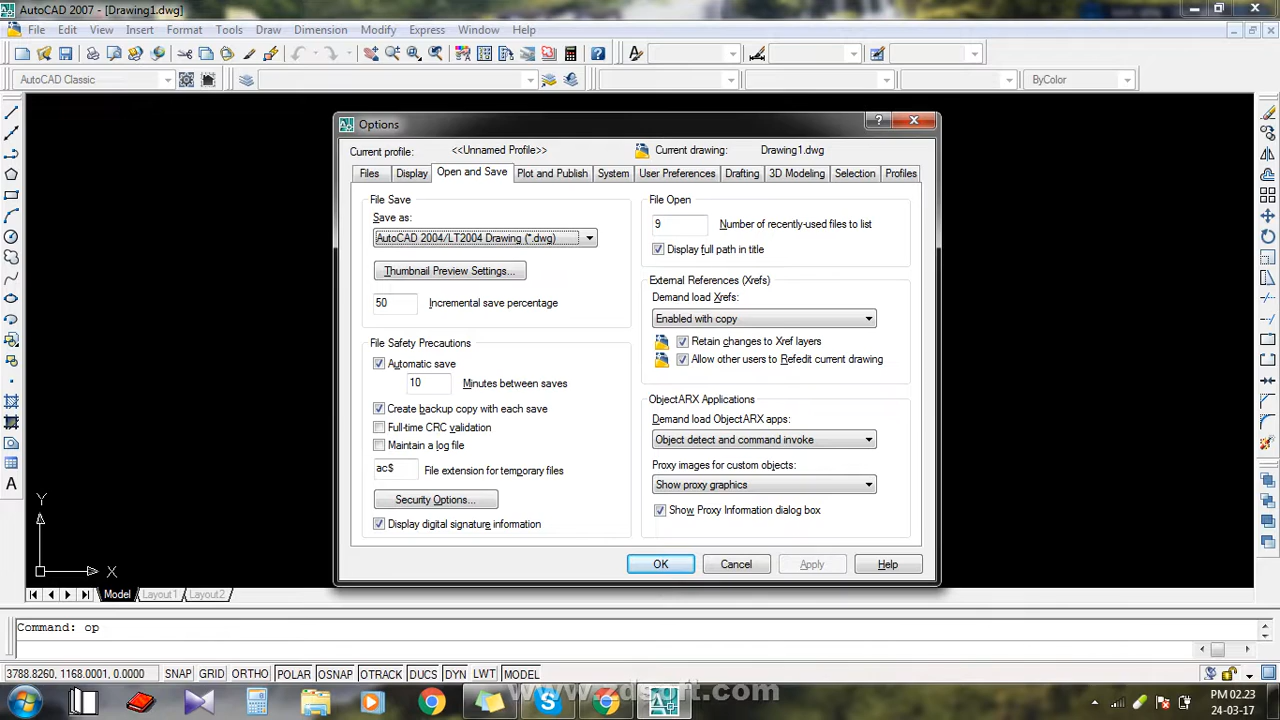 AutoCAD 2007 - [Drawing1.dwg]
File Edit View Insert Format Tools Draw Dimension Modify Express Window Help
AutoCAD Classic
ByColor
Options
Current profile: <<Unnamed Profile>> Current drawing: Drawing1.dwg
Files Display Open and Save Plot and Publish System User Preferences Drafting 3D Modeling Selection Profiles
File Save
Save as:
AutoCAD 2004/LT2004 Drawing (*.dwg)
Thumbnail Preview Settings...
50 Incremental save percentage
File Safety Precautions
Automatic save
10 Minutes between saves
Create backup copy with each save
Full-time CRC validation
Maintain a log file
ac$ File extension for temporary files
Security Options...
Display digital signature information
File Open
9 Number of recently-used files to list
Display full path in title
External References (Xrefs)
Demand load Xrefs:
Enabled with copy
Retain changes to Xref layers
Allow other users to Refedit current drawing
ObjectARX Applications
Demand load ObjectARX apps:
Object detect and command invoke
Proxy images for custom objects:
Show proxy graphics
Show Proxy Information dialog box
OK Cancel Apply Help
Y
X
Model Layout1 Layout2
Command: op
3788.8260, 1168.0001, 0.0000 SNAP GRID ORTHO POLAR OSNAP OTRACK DUCS DYN LWT MODEL
www.zdsoft.com
PM 02.23
24-03-17